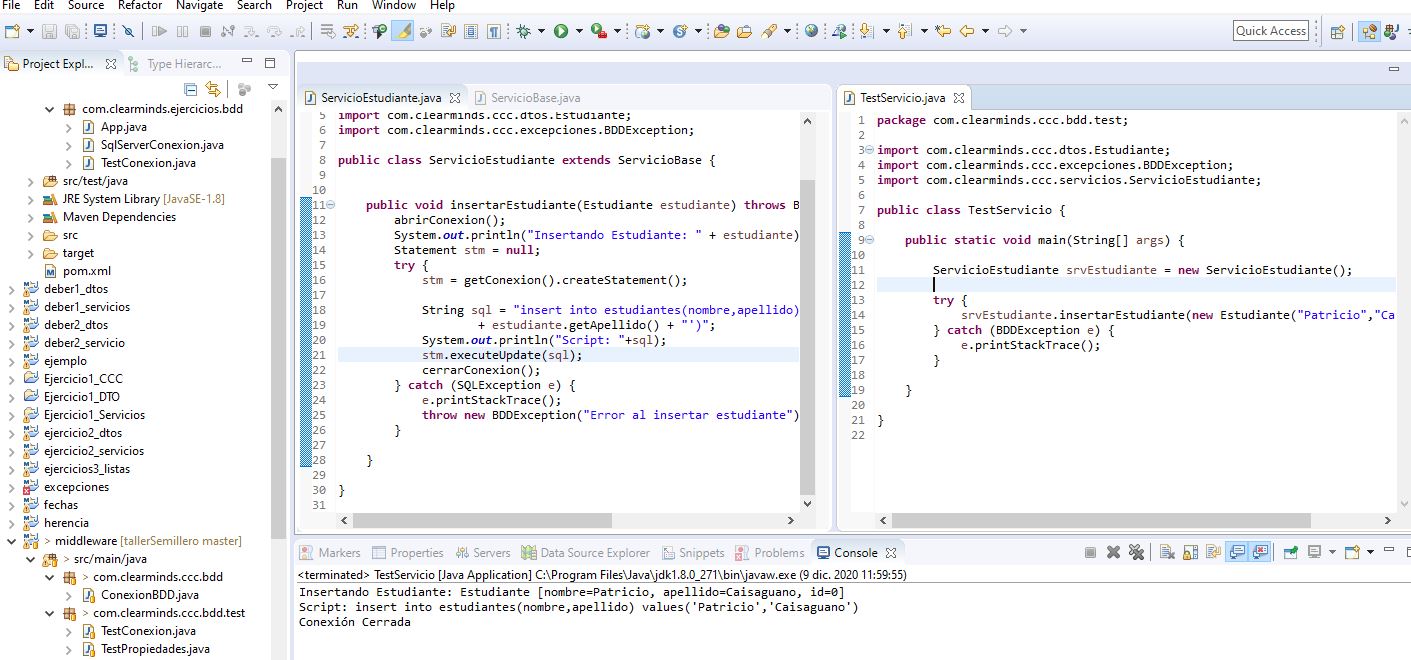 File Edit Source Refactor Navigate Search Project Run Window Help
Quick Access
Project Expl...
Type Hierarc...
com.clearminds.ejercicios.bdd
App.java
SqlServerConexion.java
TestConexion.java
src/test/java
JRE System Library [JavaSE-1.8]
Maven Dependencies
src
target
pom.xml
deber1_dtos
deber1_servicios
deber2_dtos
deber2_servicio
ejemplo
Ejercicio1_CCC
Ejercicio1_DTO
Ejercicio1_Servicios
ejercicio2_dtos
ejercicio2_servicios
ejercicios3_listas
excepciones
fechas
herencia
> middleware [tallerSemillero master]
> src/main/java
> com.clearminds.ccc.bdd
ConexionBDD.java
> com.clearminds.ccc.bdd.test
TestConexion.java
TestPropiedades.java
ServicioEstudiante.java
ServicioBase.java
5 import com.clearminds.ccc.dtos.Estudiante;
6 import com.clearminds.ccc.excepciones.BDDException;
7
8 public class ServicioEstudiante extends ServicioBase {
9
10
11 public void insertarEstudiante(Estudiante estudiante) throws B
12 abrirConexion();
13 System.out.println("Insertando Estudiante: " + estudiante)
14 Statement stm = null;
15 try {
16 stm = getConexion().createStatement();
17
18 String sql = "insert into estudiantes(nombre,apellido)
19 + estudiante.getApellido() + "')";
20 System.out.println("Script: "+sql);
21 stm.executeUpdate(sql);
22 cerrarConexion();
23 } catch (SQLException e) {
24 e.printStackTrace();
25 throw new BDDException("Error al insertar estudiante")
26 }
27
28 }
29
30 }
31
TestServicio.java
1 package com.clearminds.ccc.bdd.test;
2
3 import com.clearminds.ccc.dtos.Estudiante;
4 import com.clearminds.ccc.excepciones.BDDException;
5 import com.clearminds.ccc.servicios.ServicioEstudiante;
6
7 public class TestServicio {
8
9 public static void main(String[] args) {
10
11 ServicioEstudiante srvEstudiante = new ServicioEstudiante();
12
13 try {
14 srvEstudiante.insertarEstudiante(new Estudiante("Patricio","Ca
15 } catch (BDDException e) {
16 e.printStackTrace();
17 }
18
19 }
20
21 }
22
Markers Properties Servers Data Source Explorer Snippets Problems Console
<terminated> TestServicio [Java Application] C:\Program Files\Java\jdk1.8.0_271\bin\javaw.exe (9 dic. 2020 11:59:55)
Insertando Estudiante: Estudiante [nombre=Patricio, apellido=Caisaguano, id=0]
Script: insert into estudiantes(nombre,apellido) values('Patricio','Caisaguano')
Conexión Cerrada